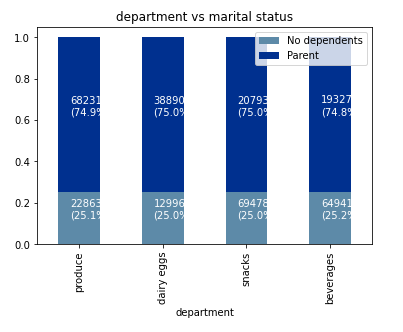 department vs marital status
No dependents
Parent
1.0
0.8
0.6
0.4
0.2
0.0
68231
(74.9%
38890
(75.0%
20793
(75.0%
19327
(74.8%
22863
(25.1%
12996
(25.0%
69478
(25.0%
64941
(25.2%
produce
dairy eggs
snacks
beverages
department